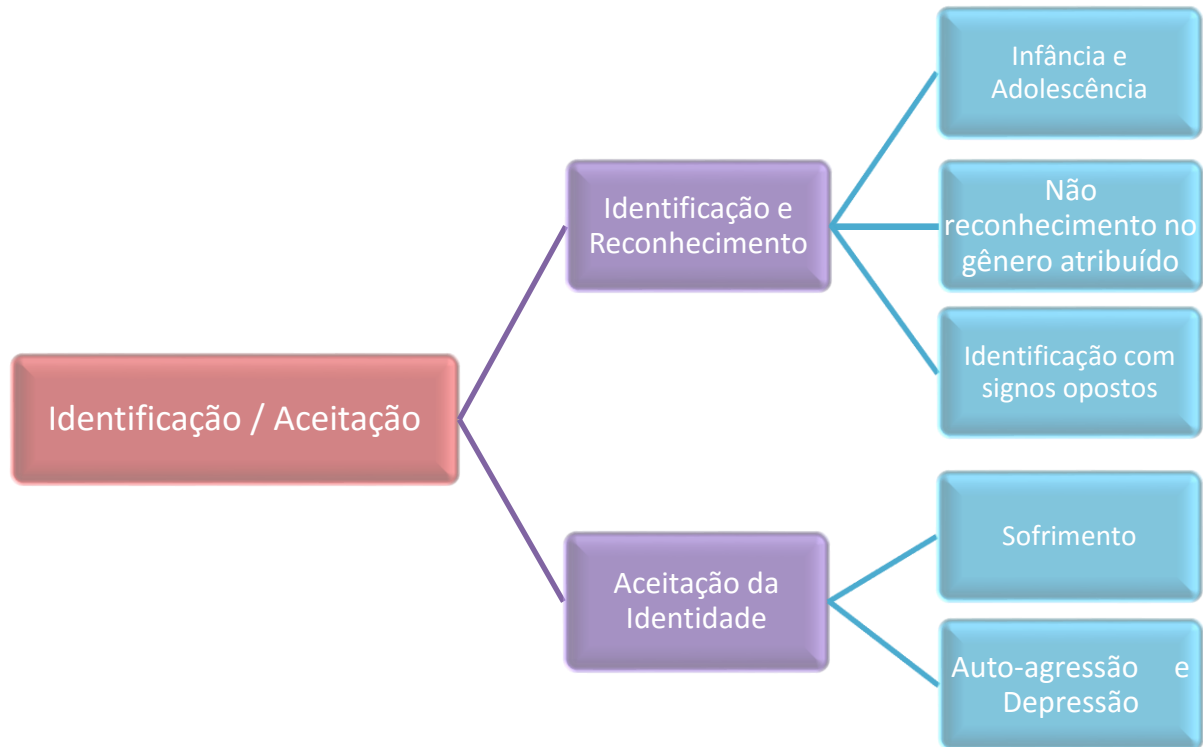 Identificação / Aceitação
Identificação e
Reconhecimento
Infância e
Adolescência
Não
reconhecimento no
gênero atribuído
Identificação com
signos opostos
Aceitação da
Identidade
Sofrimento
Auto-agressão e
Depressão